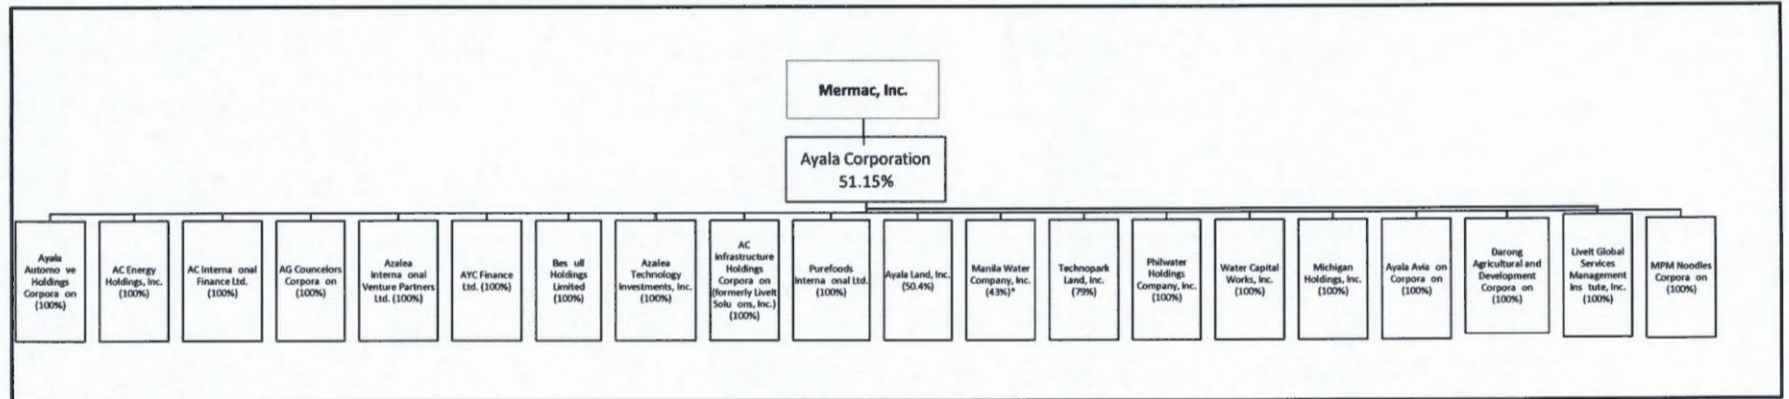 Mermac, Inc.
Ayala Corporation
51.15%
Ayala
Automo ve
Holdings
Corpora on
(100%)
AC Energy
Holdings, Inc.
(100%)
AC Interna onal
Finance Ltd.
(100%)
AG Councelors
Corpora on
(100%)
Azalea
Interna onal
Venture Partners
Ltd. (100%)
AYC Finance
Ltd. (100%)
Bes ull
Holdings
Limited
(100%)
Azalea
Technology
Investments, Inc.
(100%)
AC
Infrastructure
Holdings
Corpora on
(formerly LiveIt
Solu ons, Inc.)
(100%)
Purefoods
Interna onal Ltd.
(100%)
Ayala Land, Inc.
(50.4%)
Manila Water
Company, Inc.
(43%)*
Technopark
Land, Inc.
(79%)
Philwater
Holdings
Company, Inc.
(100%)
Water Capital
Works, Inc.
(100%)
Michigan
Holdings, Inc.
(100%)
Ayala Avia on
Corpora on
(100%)
Darong
Agricultural and
Development
Corpora on
(100%)
LiveIt Global
Services
Management
Ins tute, Inc.
(100%)
MPM Noodles
Corpora on
(100%)